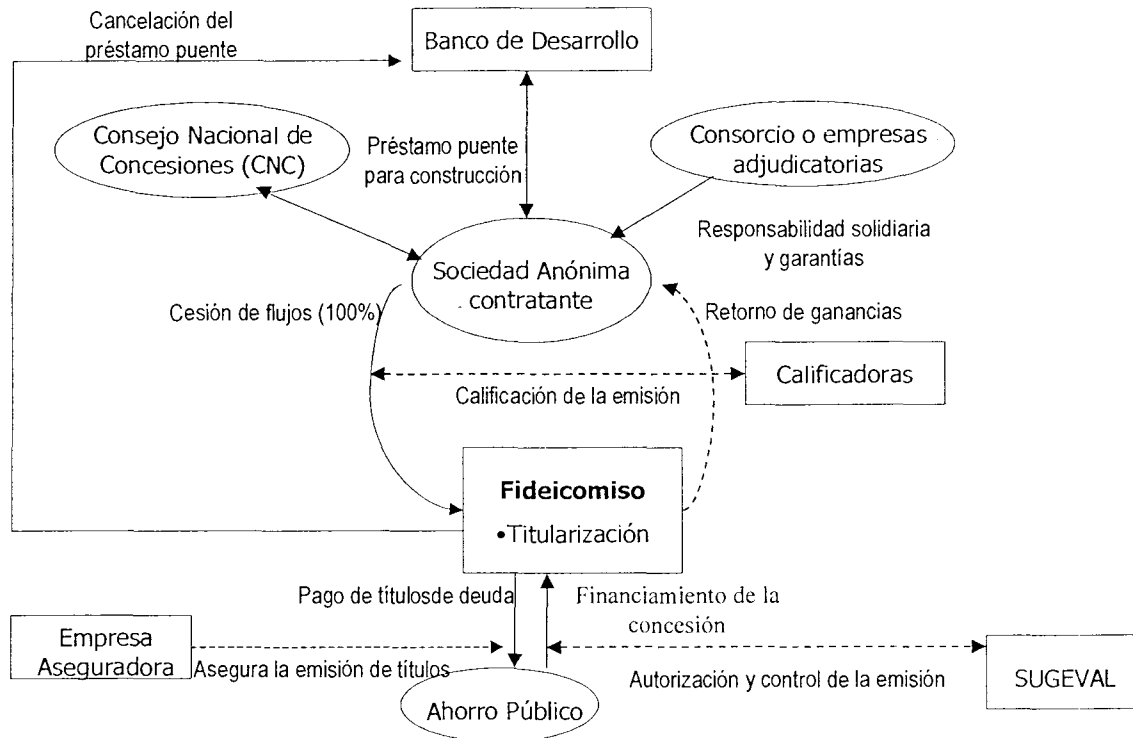 Cancelación del
préstamo puente
Banco de Desarrollo
Consejo Nacional de
Concesiones (CNC)
Préstamo puente
para construcción
Consorcio o empresas
adjudicatorias
Responsabilidad solidiaria
y garantías
Sociedad Anónima
contratante
Cesión de flujos (100%)
Retorno de ganancias
Calificadoras
Calificación de la emisión
Fideicomiso
•Titularización
Pago de títulosde deuda
Financiamiento de la
concesión
Empresa
Aseguradora
Asegura la emisión de títulos
Autorización y control de la emisión
SUGEVAL
Ahorro Público